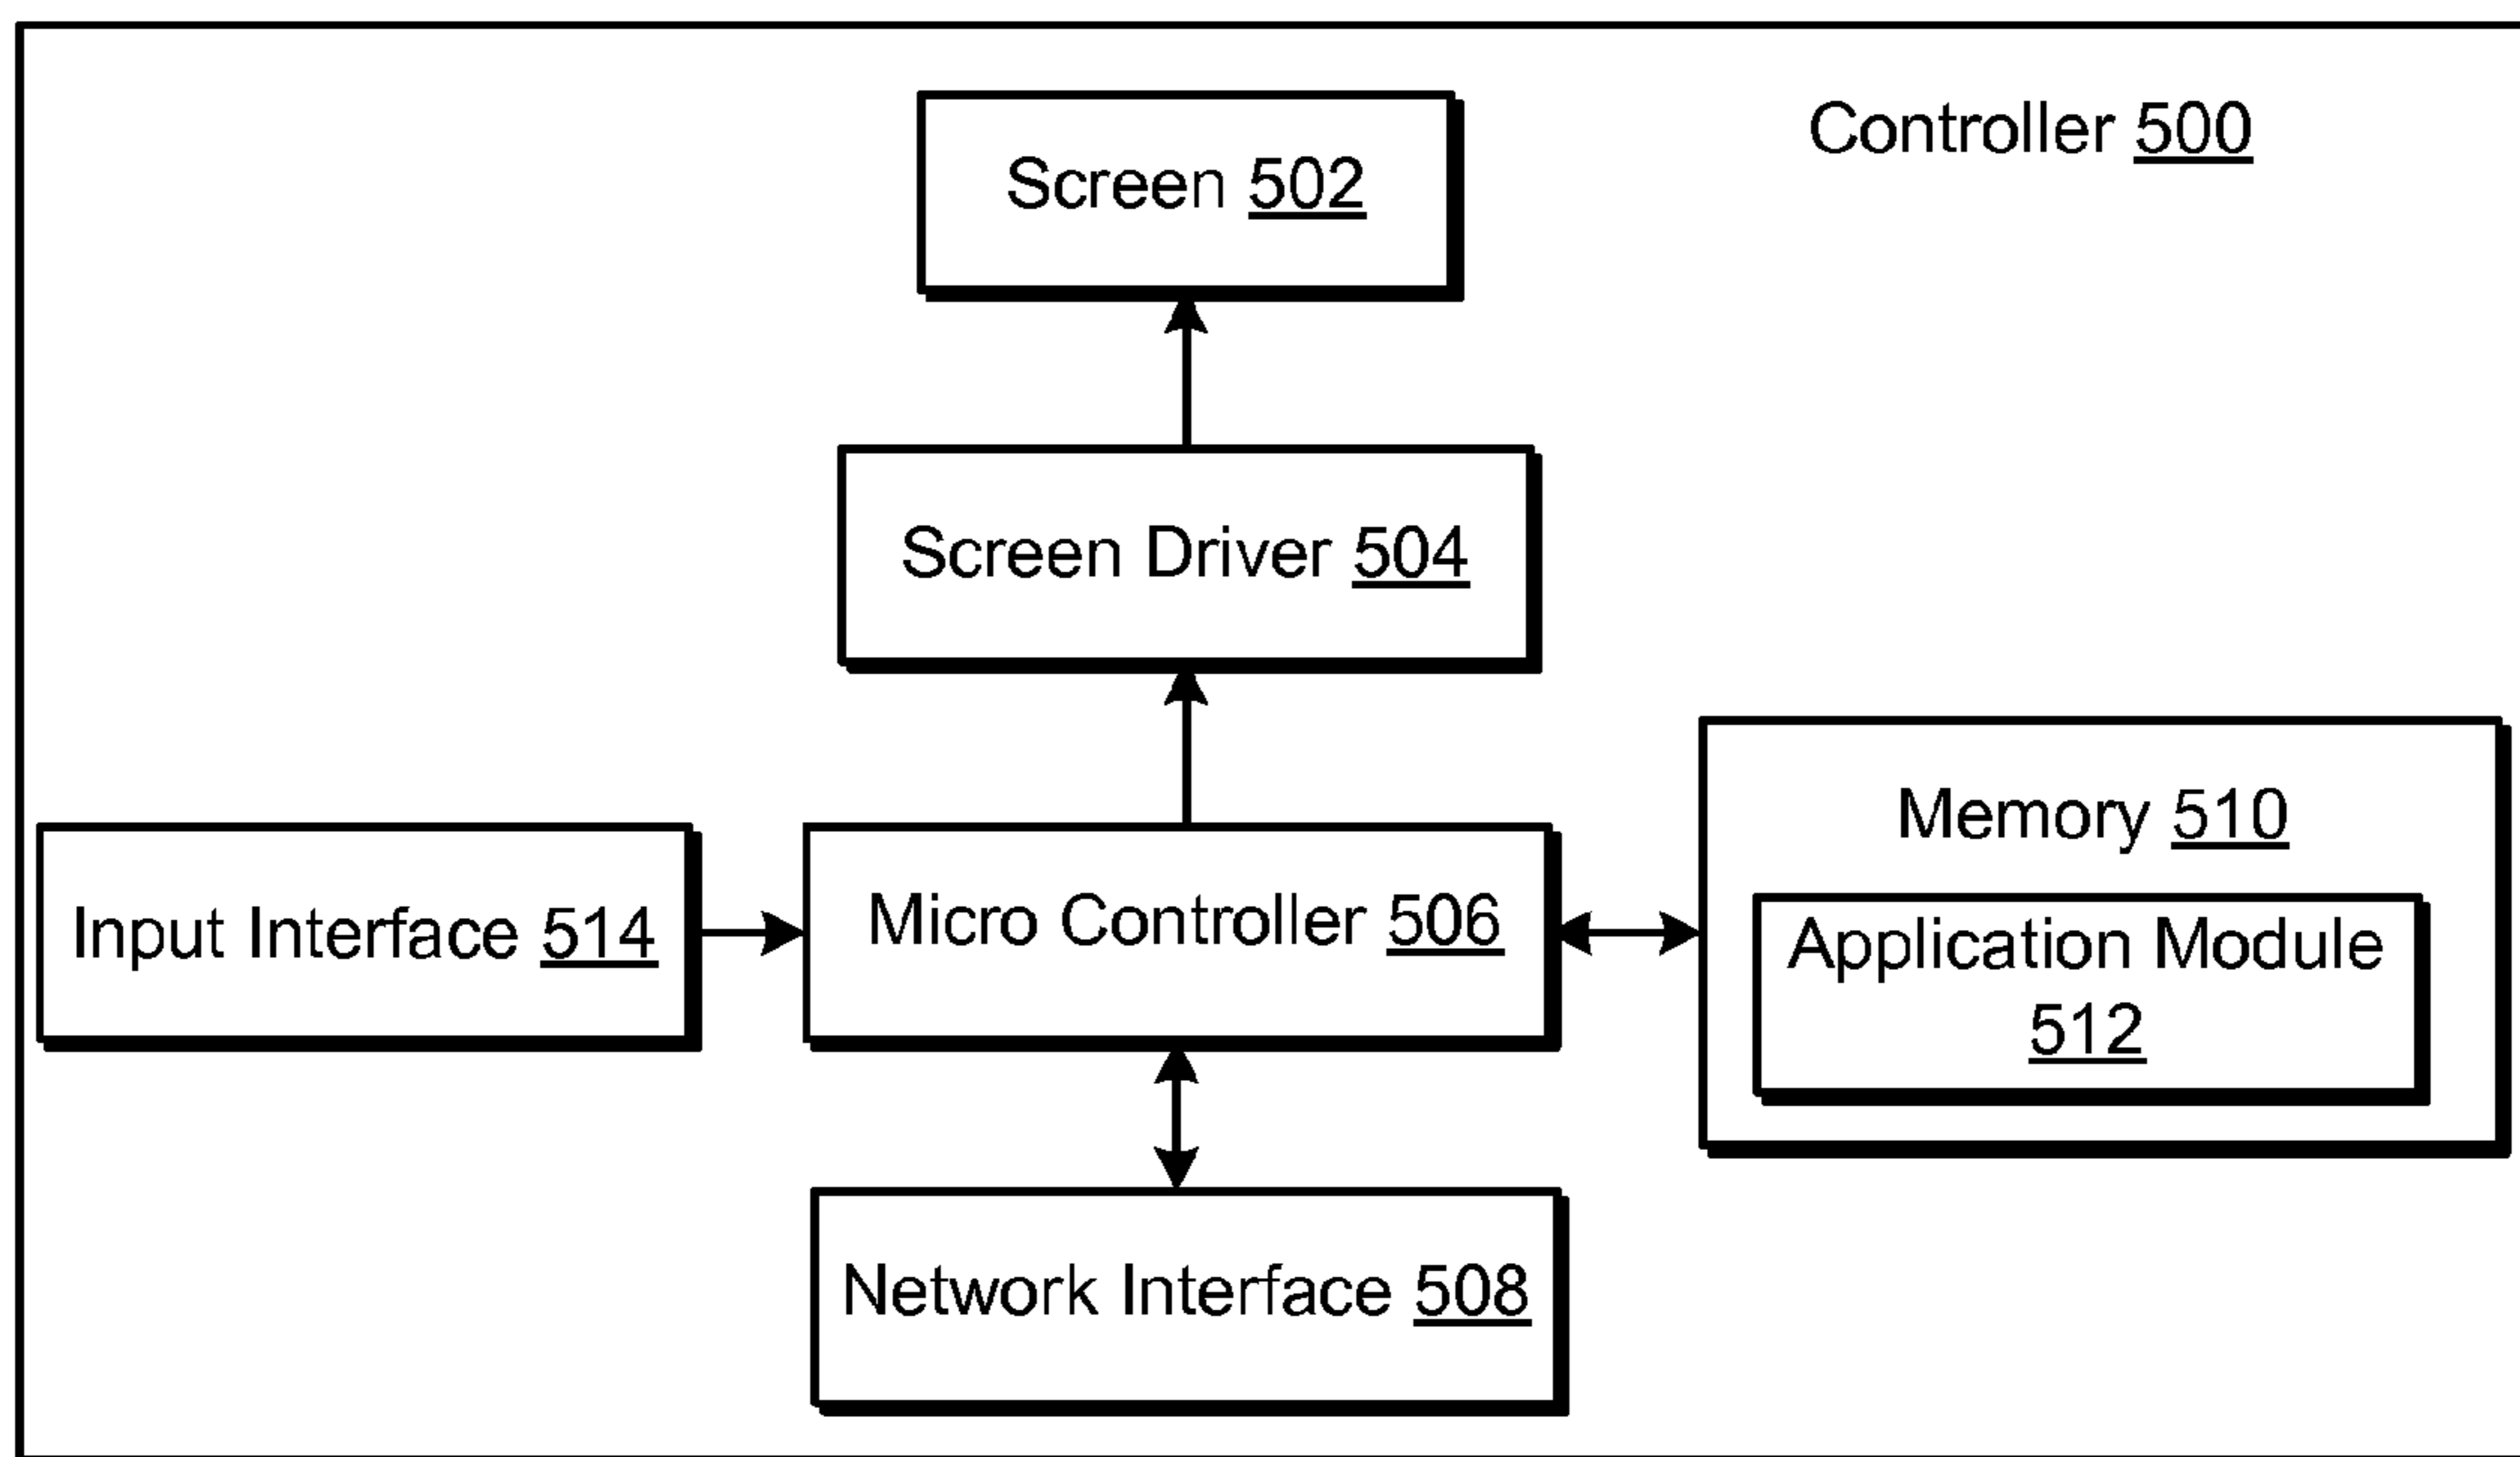 Controller 500
Screen 502
Screen Driver 504
Memory 510
Input Interface 514
Micro Controller 506
Application Module
512
Network Interface 508